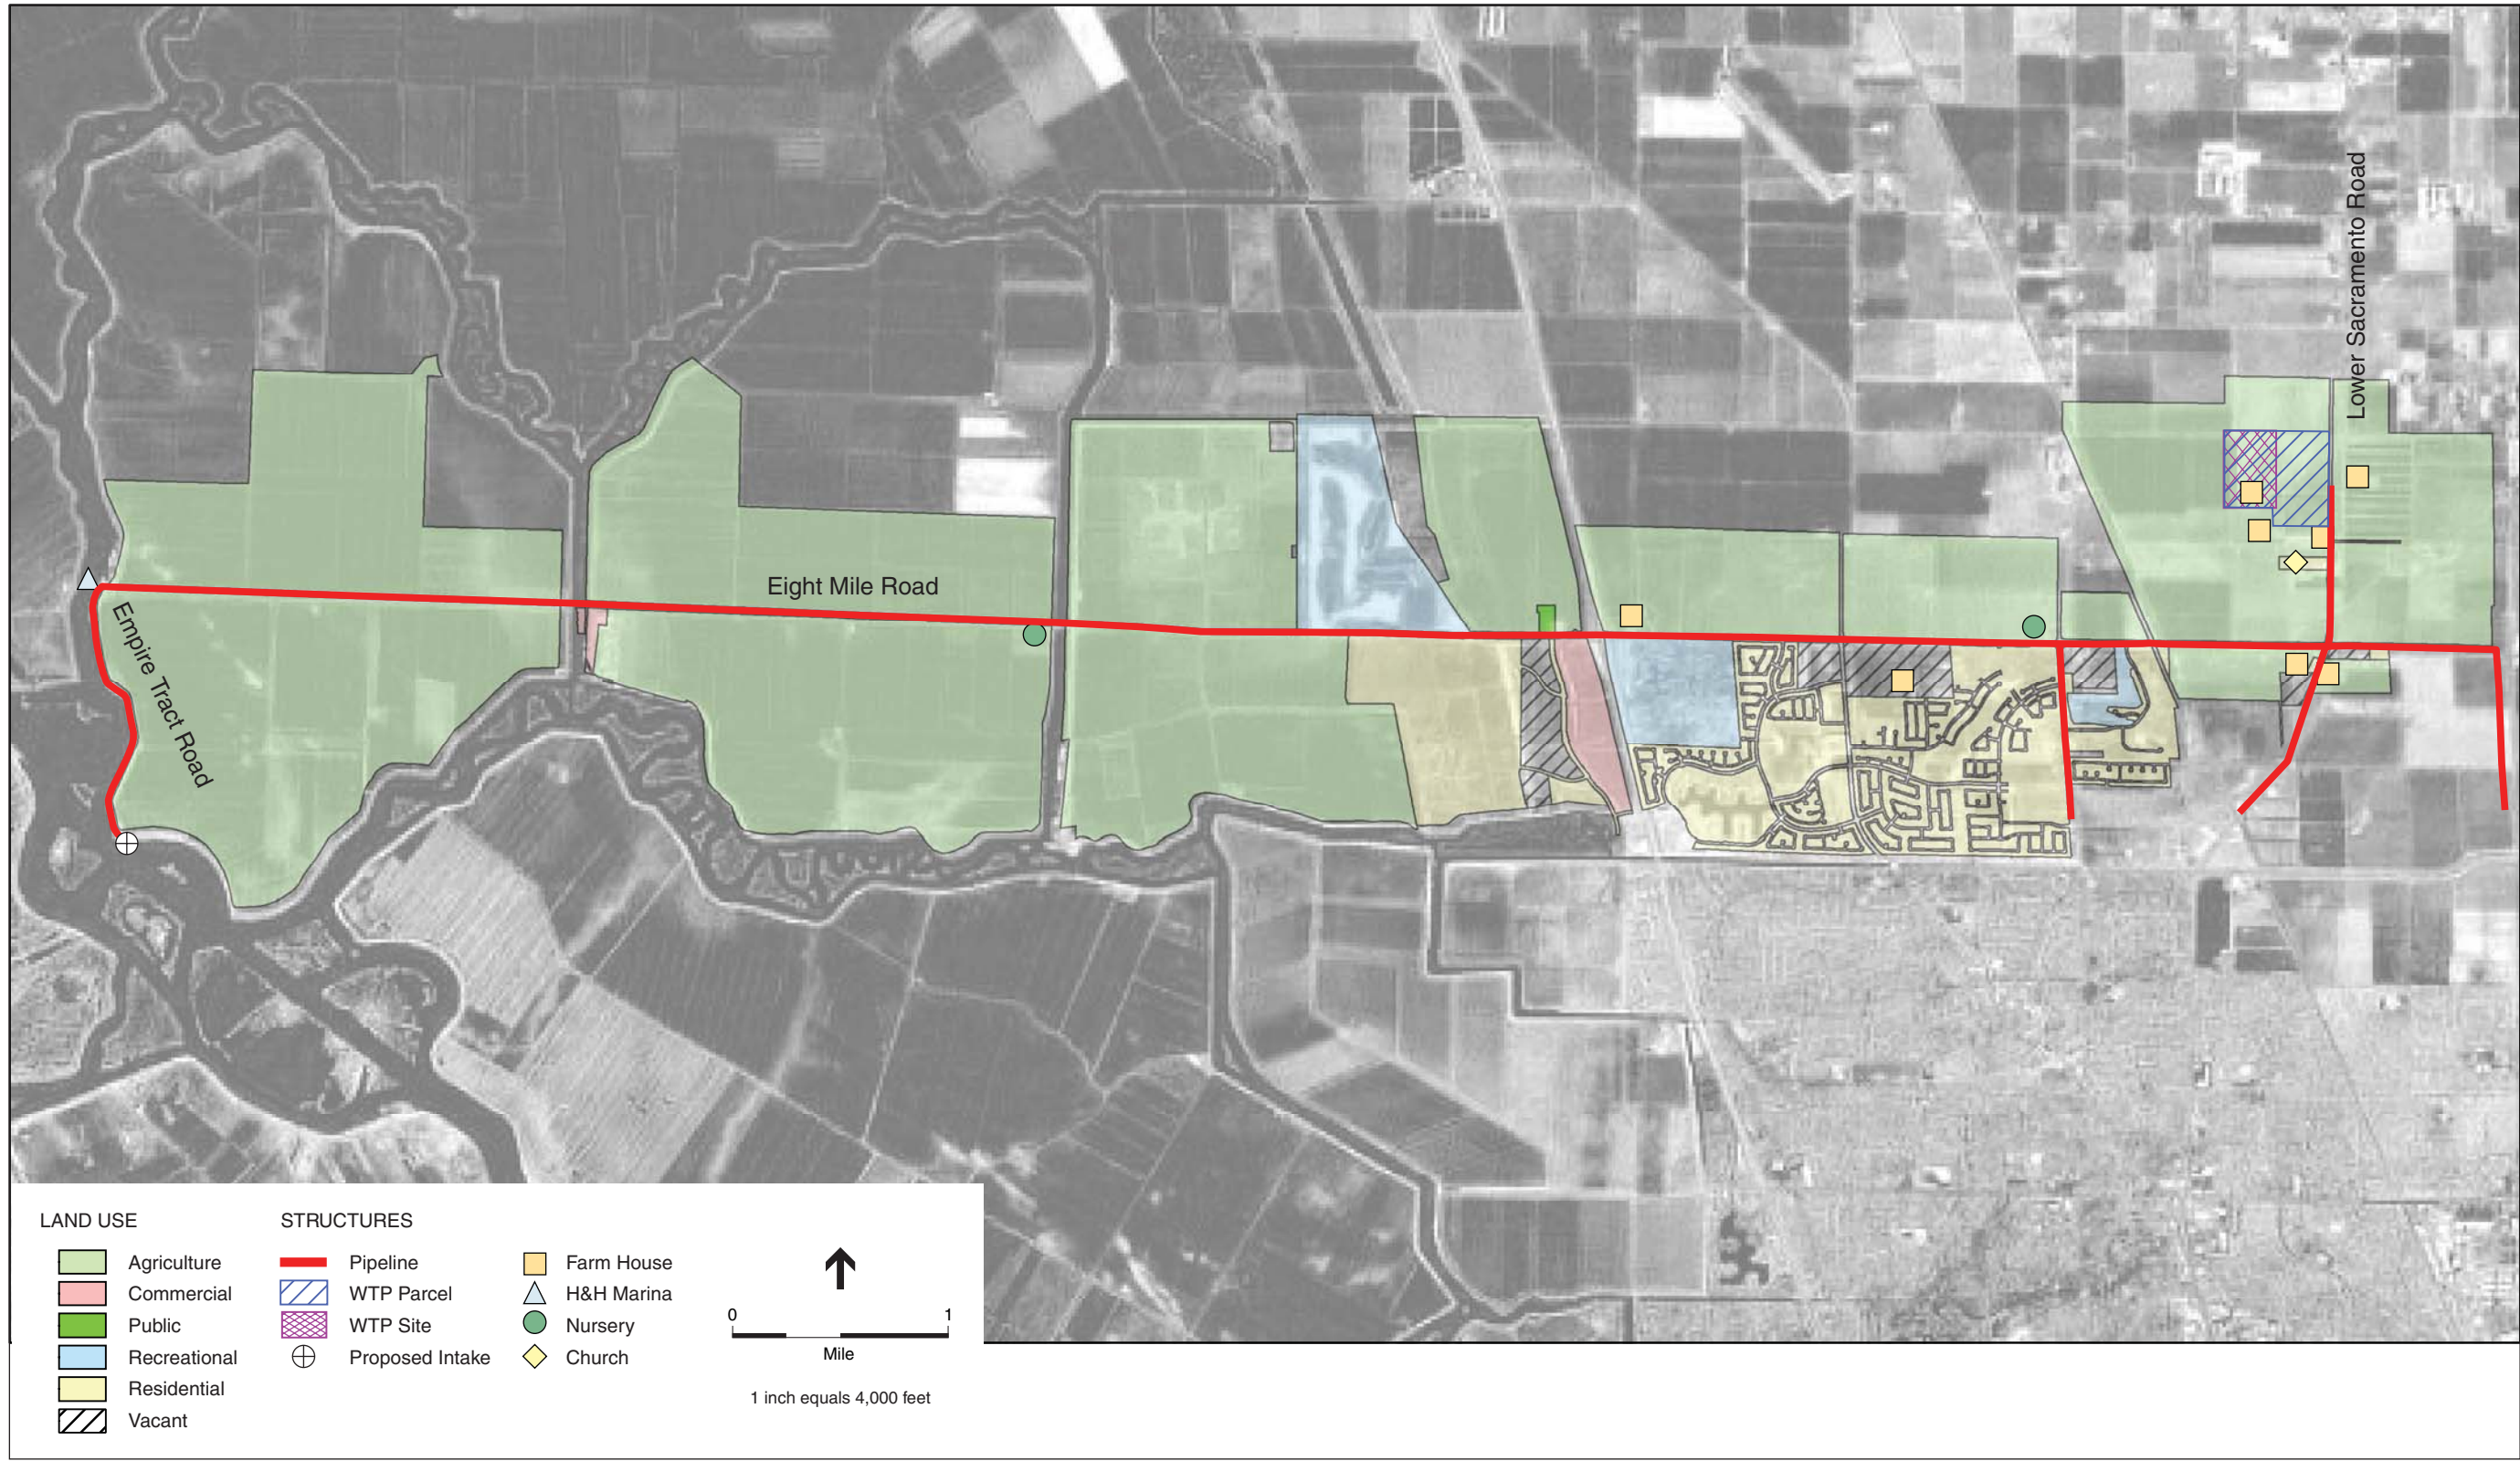 Lower Sacramento Road
Eight Mile Road
Empire Tract Road
LAND USE
Agriculture
Commercial
Public
Recreational
Residential
Vacant
STRUCTURES
Pipeline
WTP Parcel
WTP Site
Proposed Intake
Farm House
H&H Marina
Nursery
Church
0 1
Mile
1 inch equals 4,000 feet